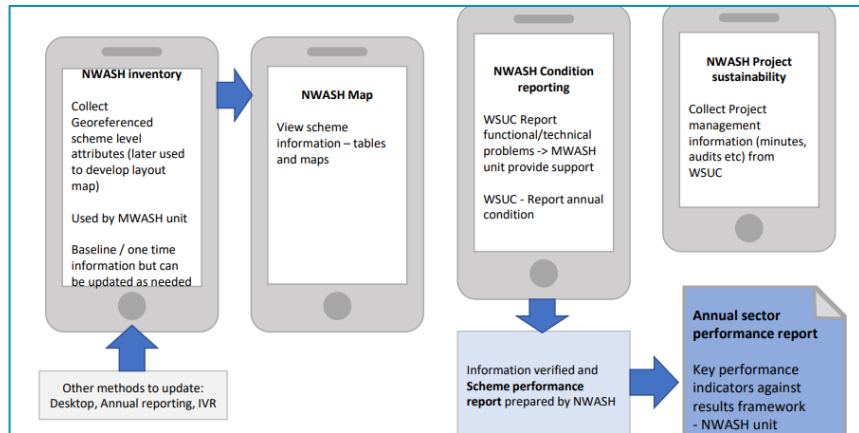 NWASH inventory
Collect
Georeferenced
scheme level
attributes (later used
to develop layout
map)
Used by MWASH unit
Baseline / one time
information but can
be updated as needed
Other methods to update:
Desktop, Annual reporting, IVR
NWASH Map
View scheme
information – tables
and maps
NWASH Condition
reporting
WSUC Report
functional/technical
problems -> MWASH
unit provide support
WSUC - Report annual
condition
Information verified and
Scheme performance
report prepared by NWASH
NWASH Project
sustainability
Collect Project
management
information (minutes,
audits etc) from
WSUC
Annual sector
performance report
Key performance
indicators against
results framework
- NWASH unit